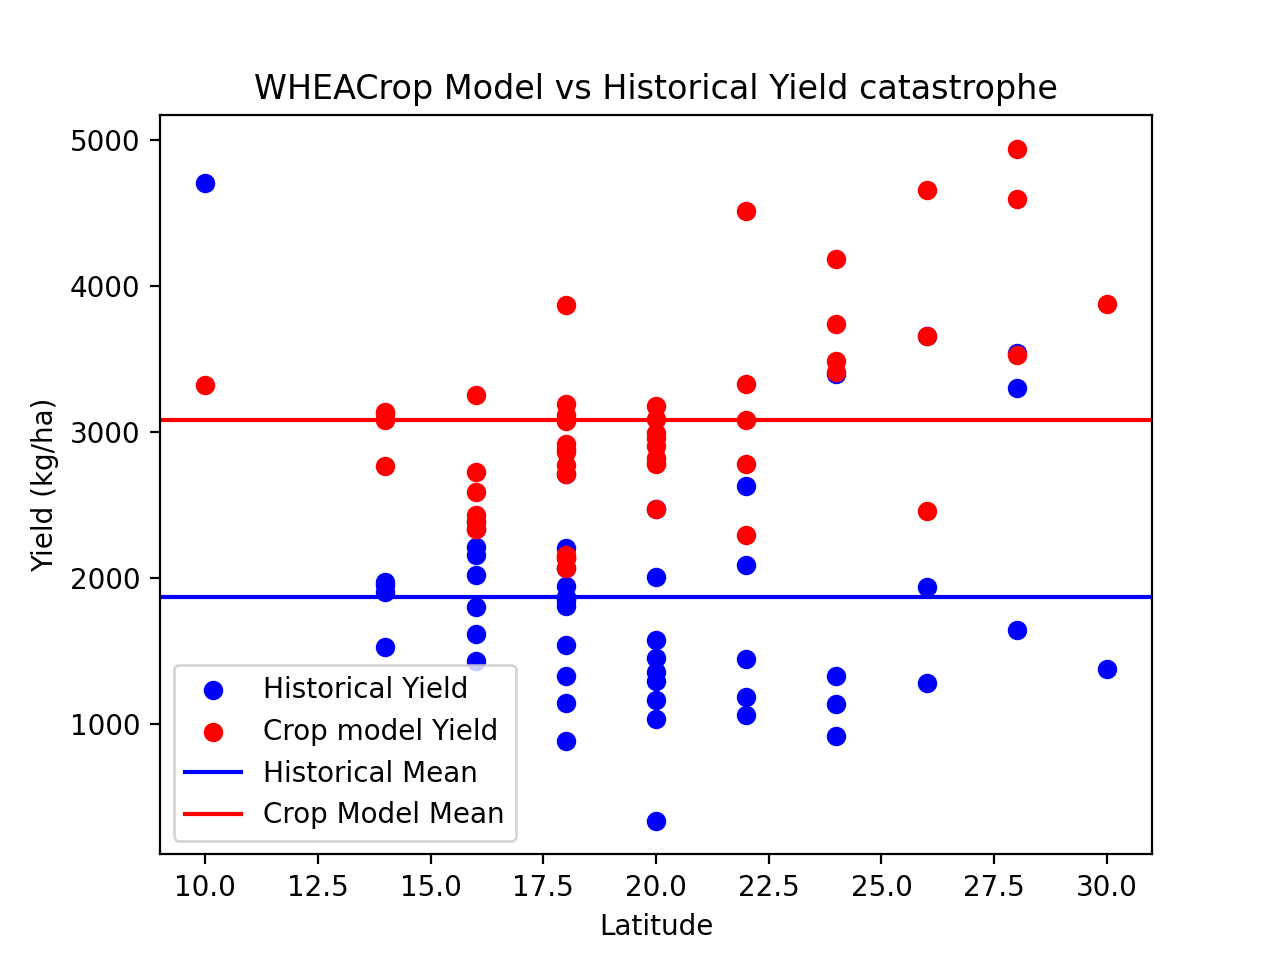 WHEACrop Model vs Historical Yield catastrophe
Yield (kg/ha)
5000
4000
3000
2000
1000
Historical Yield
Crop model Yield
Historical Mean
Crop Model Mean
10.0 12.5 15.0 17.5 20.0 22.5 25.0 27.5 30.0
Latitude